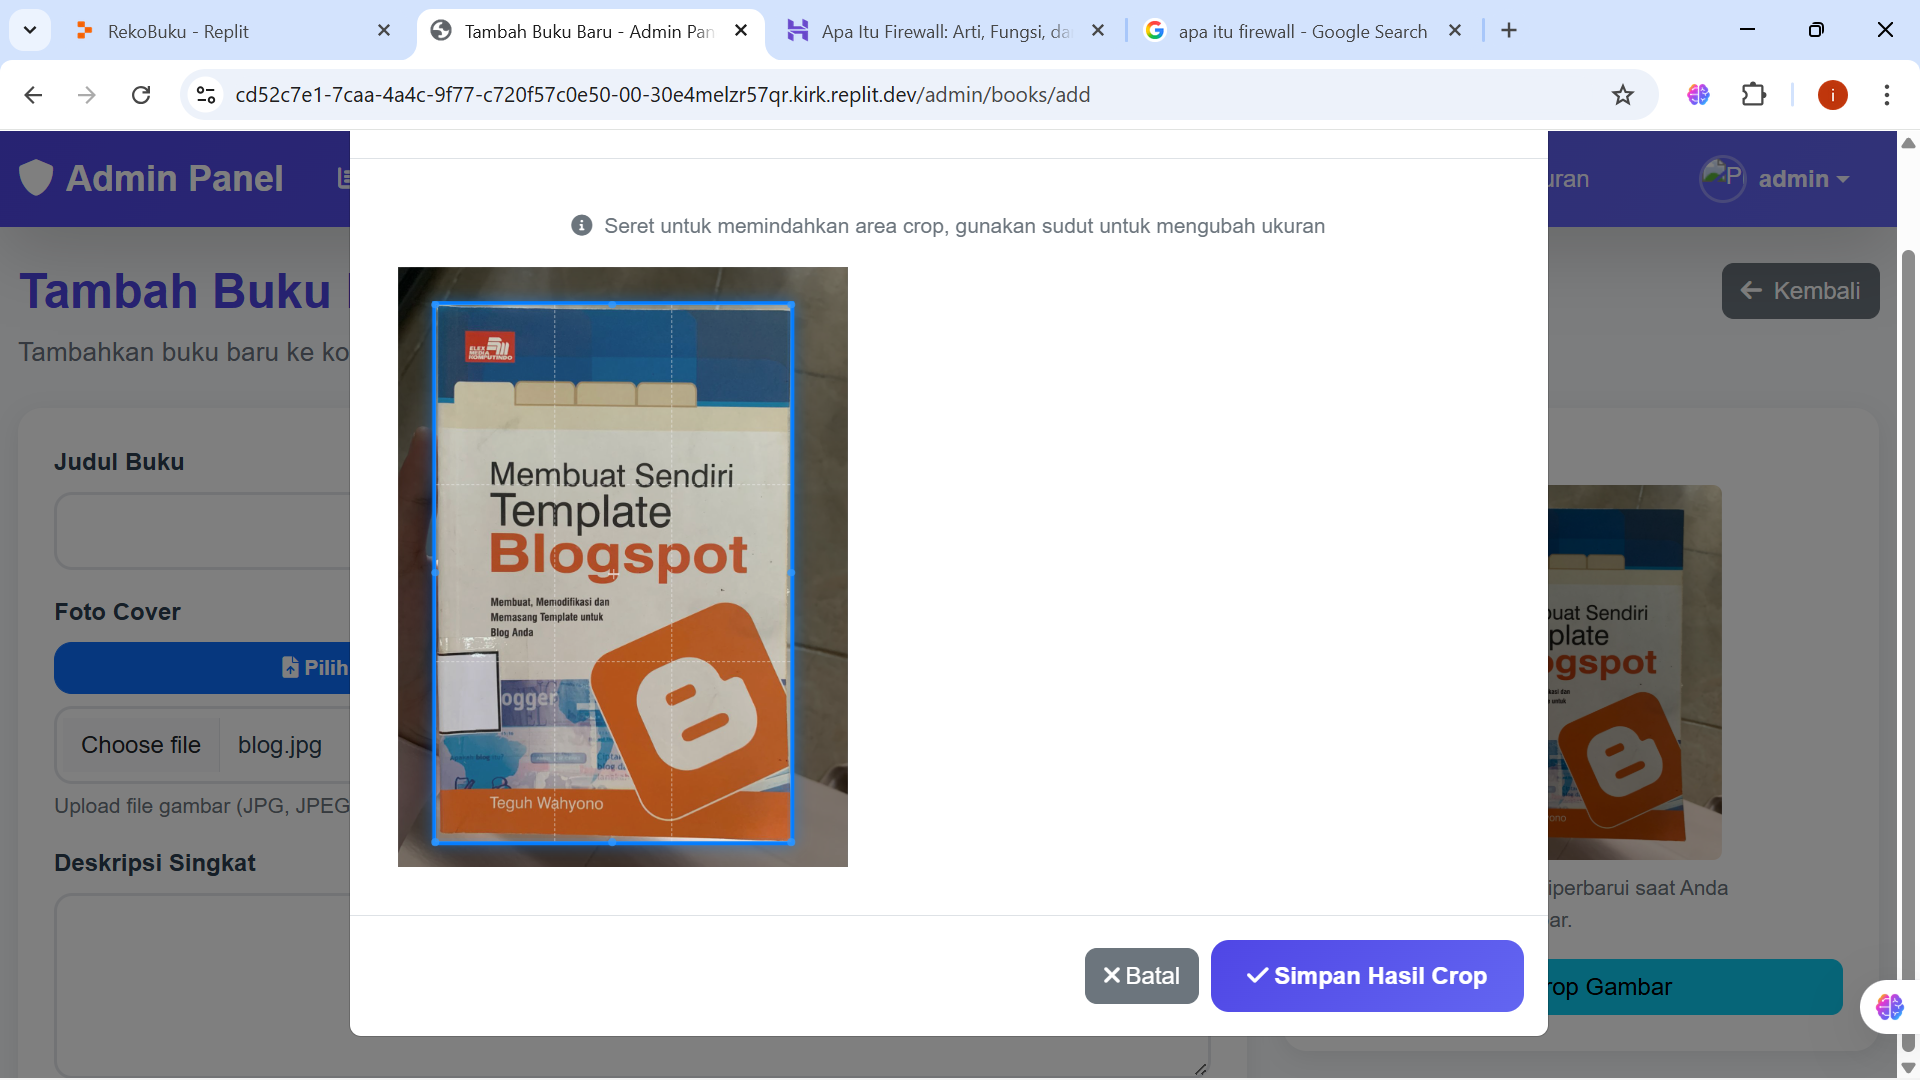 RekoBuku - Replit
Tambah Buku Baru - Admin Pan
Apa Itu Firewall: Arti, Fungsi, da
apa itu firewall - Google Search
cd52c7e1-7caa-4a4c-9f77-c720f57c0e50-00-30e4melzr57qr.kirk.replit.dev/admin/books/add
i
Admin Panel
uran
P
admin
Seret untuk memindahkan area crop, gunakan sudut untuk mengubah ukuran
Tambah Buku
Kembali
Tambahkan buku baru ke ko
ELEX
MEDIA
KOMPUTINDO
Membuat Sendiri
Template
Blogspot
Membuat, Memodifikasi dan
Memasang Template untuk
Blog Anda
ogger
Teguh Wahyono
Judul Buku
Foto Cover
Pilih
Choose file
blog.jpg
Upload file gambar (JPG, JPEG
Deskripsi Singkat
uat Sendiri
plate
ogspot
iperbarui saat Anda
ar.
rop Gambar
Batal
Simpan Hasil Crop